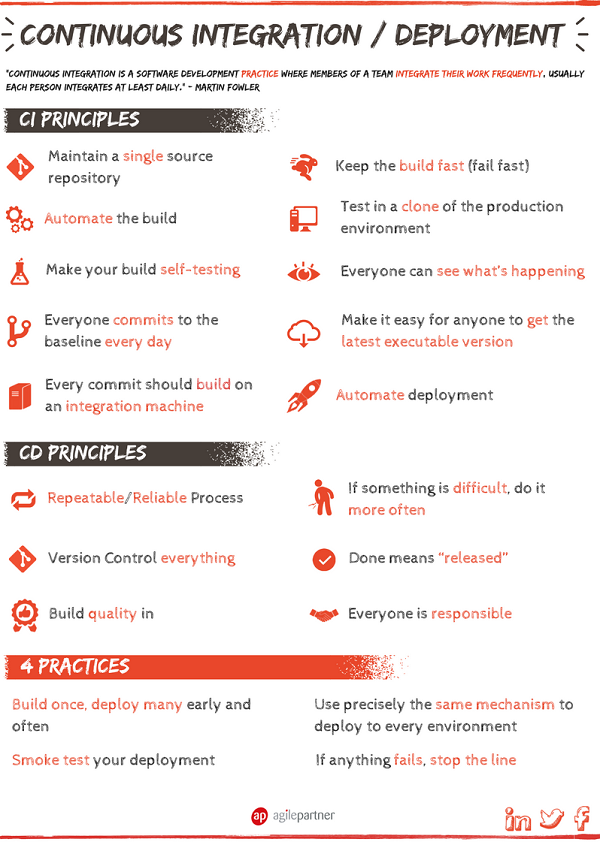 CONTINUOUS INTEGRATION / DEPLOYMENT
"CONTINUOUS INTEGRATION IS A SOFTWARE DEVELOPMENT PRACTICE WHERE MEMBERS OF A TEAM INTEGRATE THEIR WORK FREQUENTLY. USUALLY
EACH PERSON INTEGRATES AT LEAST DAILY." - MARTIN FOWLER
CI PRINCIPLES
Maintain a single source
repository
Automate the build
Make your build self-testing
Everyone commits to the
baseline every day
Every commit should build on
an integration machine
Keep the build fast (fail fast)
Test in a clone of the production
environment
Everyone can see what's happening
Make it easy for anyone to get the
latest executable version
Automate deployment
CD PRINCIPLES
Repeatable/Reliable Process
Version Control everything
Build quality in
If something is difficult, do it
more often
Done means "released"
Everyone is responsible
4 PRACTICES
Build once, deploy many early and
often
Smoke test your deployment
Use precisely the same mechanism to
deploy to every environment
If anything fails, stop the line
ap agilepartner
in f